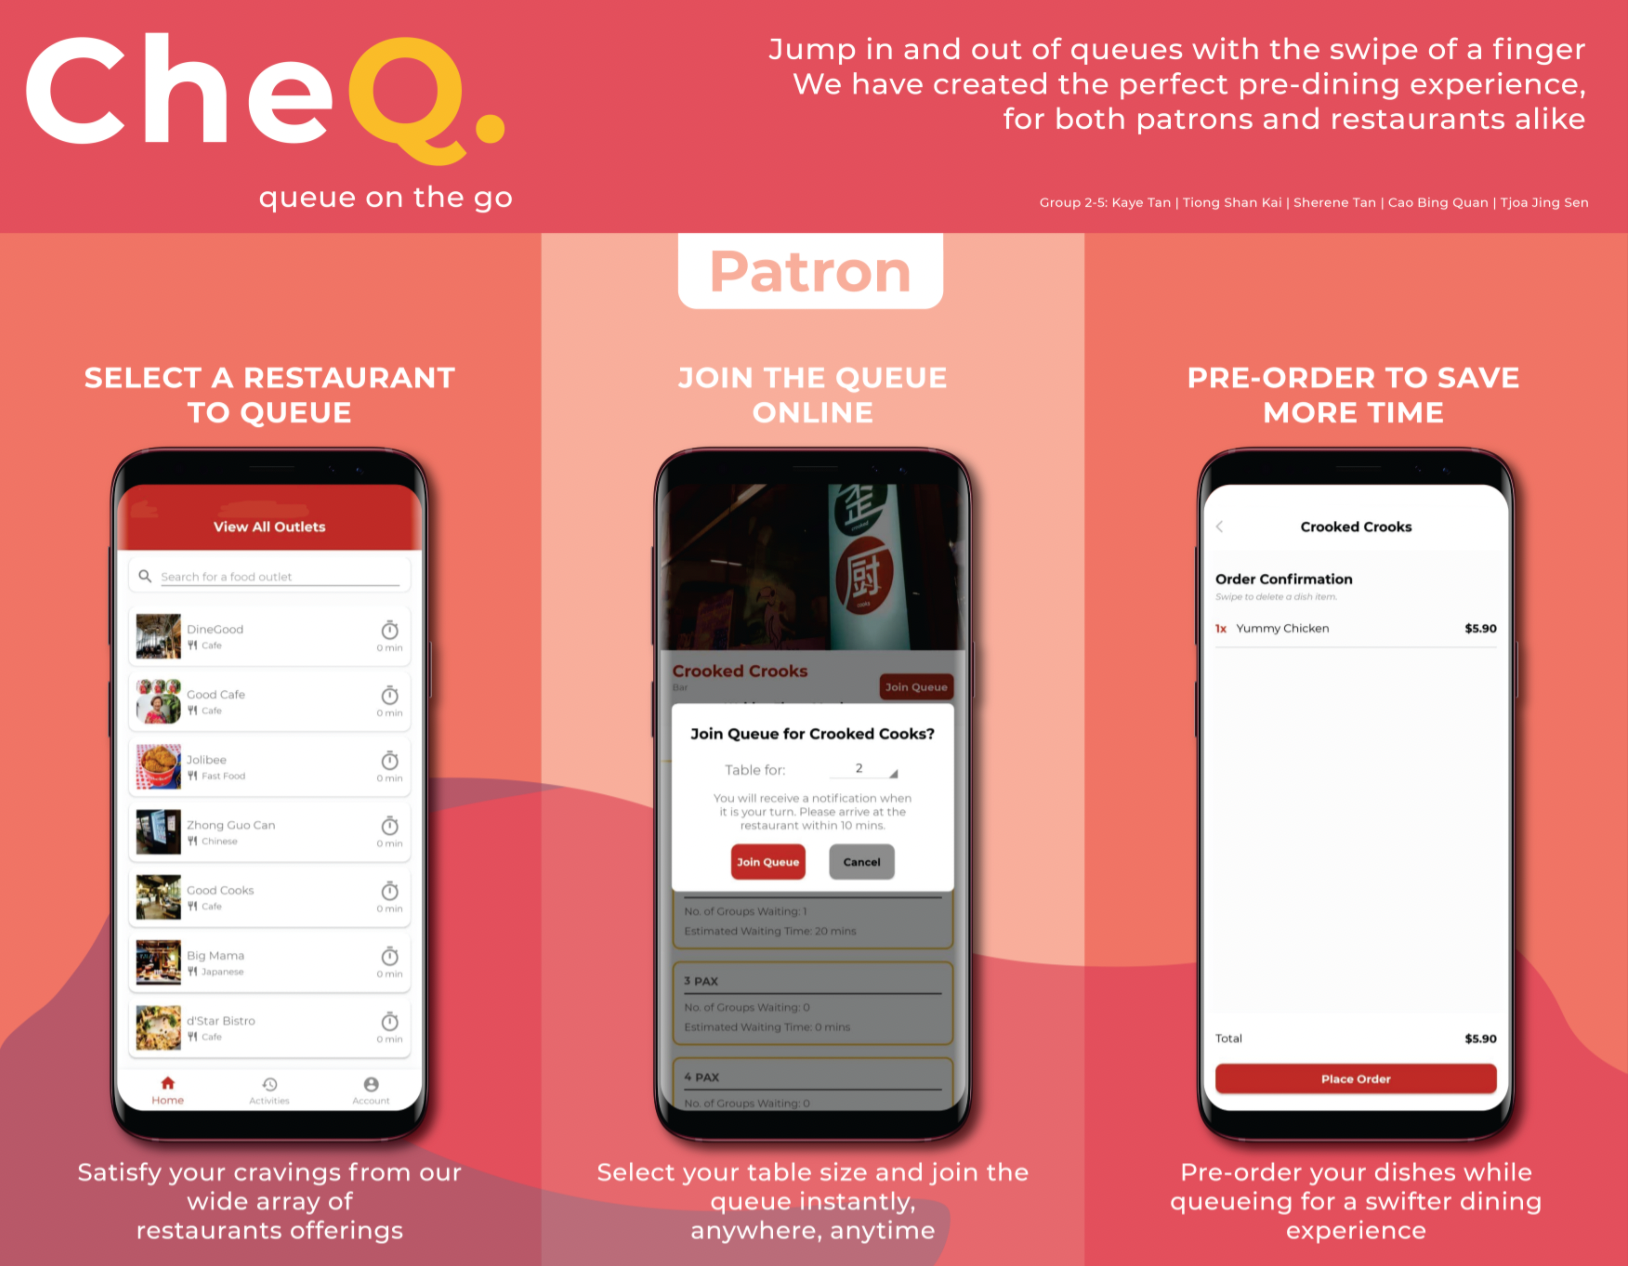 CheQ.
queue on the go
Jump in and out of queues with the swipe of a finger
We have created the perfect pre-dining experience,
for both patrons and restaurants alike
Group 2-5: Kaye Tan | Tiong Shan Kai | Sherene Tan | Cao Bing Quan | Tjoa Jing Sen
Patron
SELECT A RESTAURANT
TO QUEUE
View All Outlets
Search for a food outlet
DineGood
Cafe
0 min
Good Cafe
Cafe
0 min
Jolibee
Fast Food
0 min
Zhong Guo Can
Chinese
0 min
Good Cooks
Cafe
0 min
Big Mama
Japanese
0 min
d'Star Bistro
Cafe
0 min
Home
Activities
Account
Satisfy your cravings from our
wide array of
restaurants offerings
JOIN THE QUEUE
ONLINE
歪
厨
Crooked Crooks
Bar
Join Queue
Join Queue for Crooked Cooks?
Table for:
2
You will receive a notification when
it is your turn. Please arrive at the
restaurant within 10 mins.
Join Queue
Cancel
No. of Groups Waiting: 1
Estimated Waiting Time: 20 mins
3 PAX
No. of Groups Waiting: 0
Estimated Waiting Time: 0 mins
4 PAX
No. of Groups Waiting: 0
Select your table size and join the
queue instantly,
anywhere, anytime
PRE-ORDER TO SAVE
MORE TIME
Crooked Crooks
Order Confirmation
Swipe to delete a dish item.
1x Yummy Chicken $5.90
Total $5.90
Place Order
Pre-order your dishes while
queueing for a swifter dining
experience